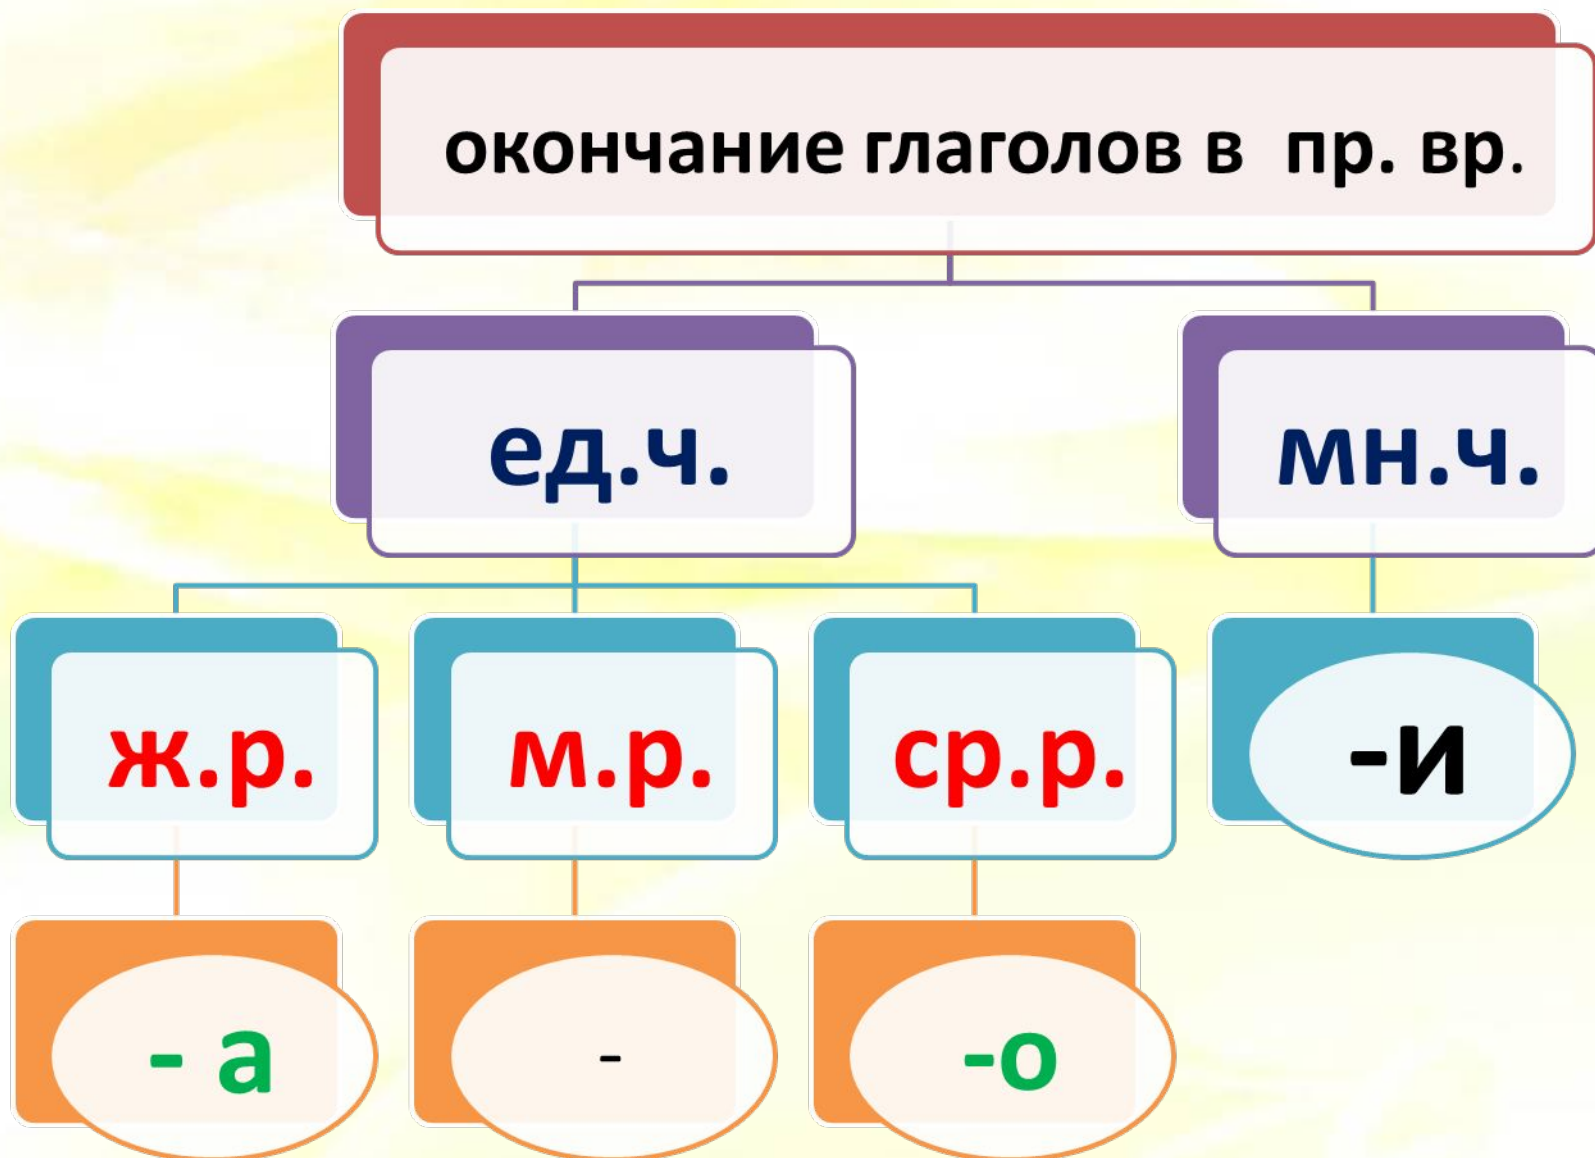 окончание глаголов в пр. вр.
ед.ч.
мн.ч.
ж.р.
м.р.
ср.р.
-и
- а
-
-о